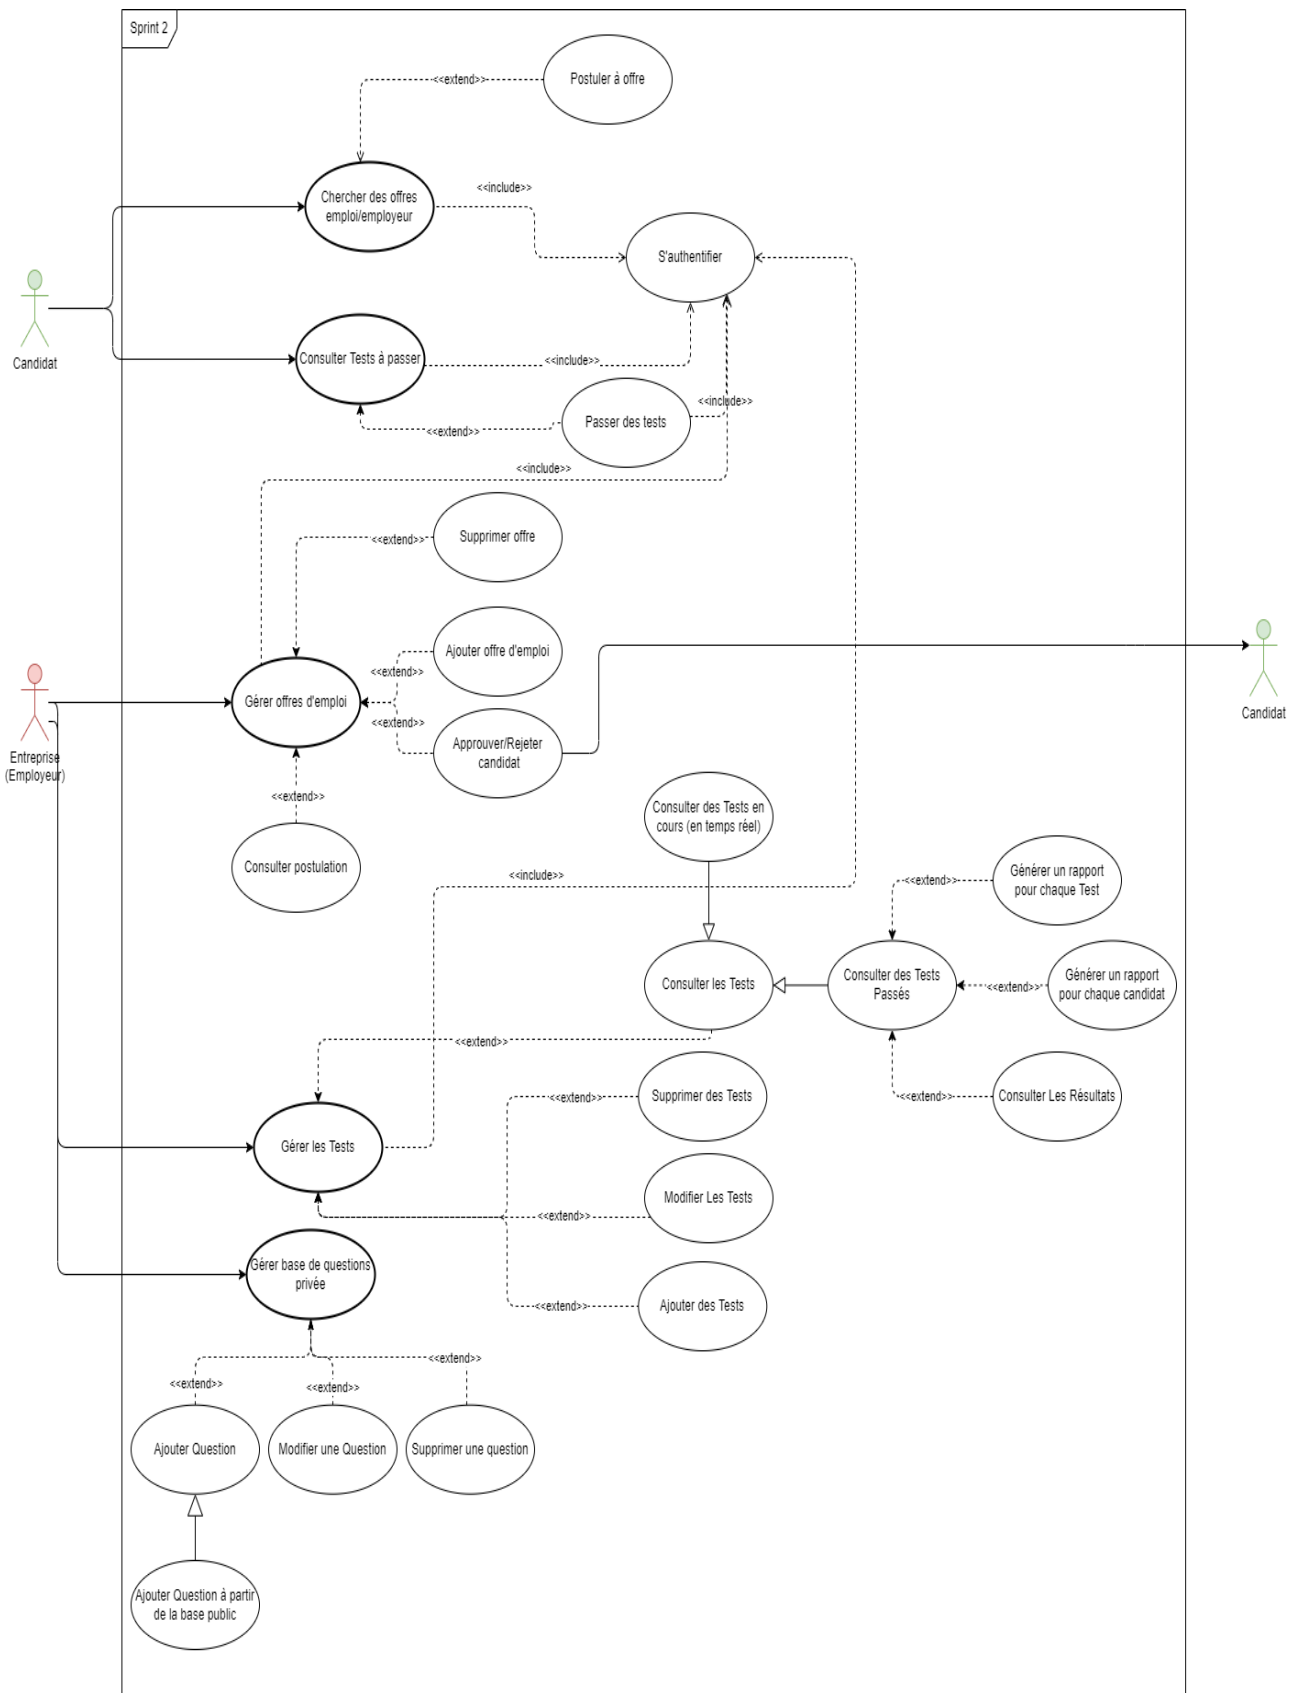 Sprint 2
Postuler à offre
<<extend>>
Chercher des offres
emploi/employeur
<<include>>
S'authentifier
Candidat
Consulter Tests à passer
<<include>>
Passer des tests
<<include>>
<<extend>>
<<include>>
Supprimer offre
<<extend>>
Ajouter offre d'emploi
<<extend>>
Gérer offres d'emploi
<<extend>>
Approuver/Rejeter
candidat
Candidat
Entreprise
(Employeur)
<<extend>>
Consulter postulation
Consulter des Tests en
cours (en temps réel)
<<include>>
Générer un rapport
pour chaque Test
<<extend>>
Consulter les Tests
Consulter des Tests
Passés
<<extend>>
Générer un rapport
pour chaque candidat
<<extend>>
Supprimer des Tests
<<extend>>
<<extend>>
Consulter Les Résultats
Gérer les Tests
Modifier Les Tests
<<extend>>
Gérer base de questions
privée
Ajouter des Tests
<<extend>>
<<extend>>
<<extend>>
<<extend>>
Ajouter Question
Modifier une Question
Supprimer une question
Ajouter Question à partir
de la base public